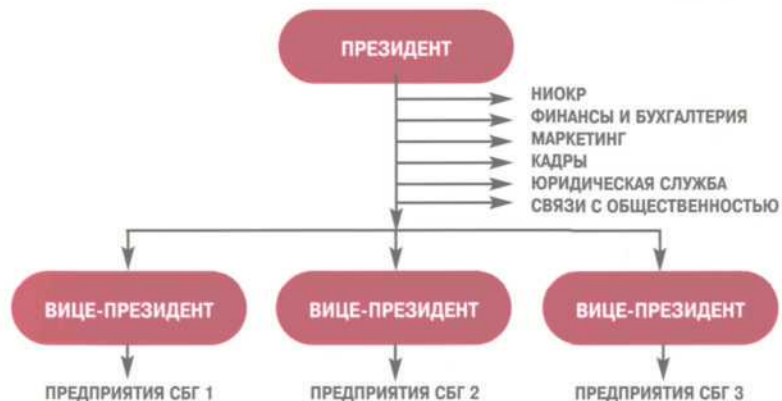 ПРЕЗИДЕНТ
НИОКР
ФИНАНСЫ И БУХГАЛТЕРИЯ
МАРКЕТИНГ
КАДРЫ
ЮРИДИЧЕСКАЯ СЛУЖБА
СВЯЗИ С ОБЩЕСТВЕННОСТЬЮ
ВИЦЕ-ПРЕЗИДЕНТ
ВИЦЕ-ПРЕЗИДЕНТ
ВИЦЕ-ПРЕЗИДЕНТ
ПРЕДПРИЯТИЯ СБГ 1
ПРЕДПРИЯТИЯ СБГ 2
ПРЕДПРИЯТИЯ СБГ 3